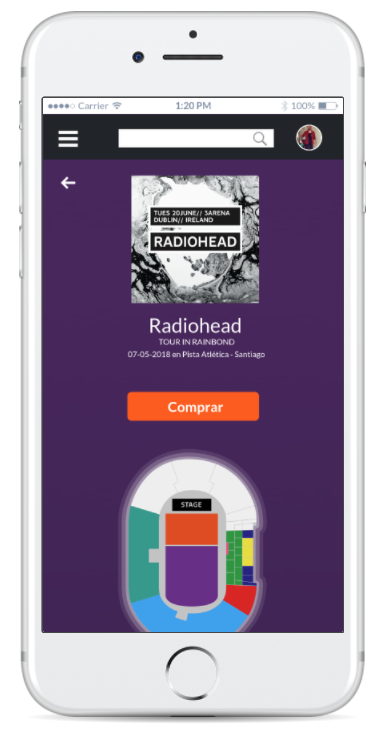 ●●●●○ Carrier 1:20 PM 100%
TUES 20JUNE// 3ARENA
DUBLIN// IRELAND
RADIOHEAD
Radiohead
TOUR IN RAINBOND
07-05-2018 en Pista Atlética - Santiago
Comprar
STAGE